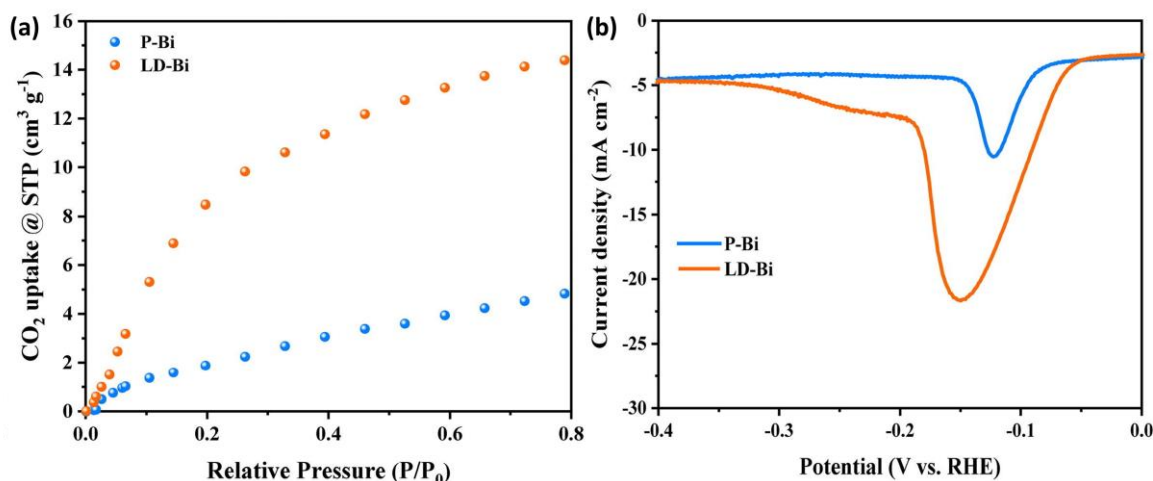 (a)
16
14
12
10
8
6
4
2
0
CO₂ uptake @ STP (cm³ g⁻¹)
P-Bi
LD-Bi
0.0 0.2 0.4 0.6 0.8
Relative Pressure (P/P₀)
(b)
0
-5
-10
-15
-20
-25
-30
Current density (mA cm⁻²)
P-Bi
LD-Bi
-0.4 -0.3 -0.2 -0.1 0.0
Potential (V vs. RHE)